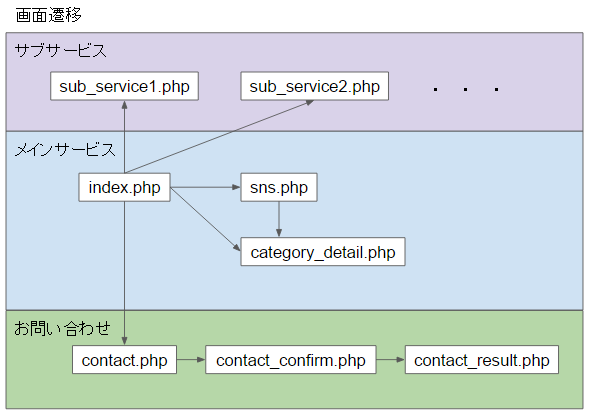 画面遷移
サブサービス
sub_service1.php
sub_service2.php
・ ・ ・
メインサービス
index.php
sns.php
category_detail.php
お問い合わせ
contact.php
contact_confirm.php
contact_result.php